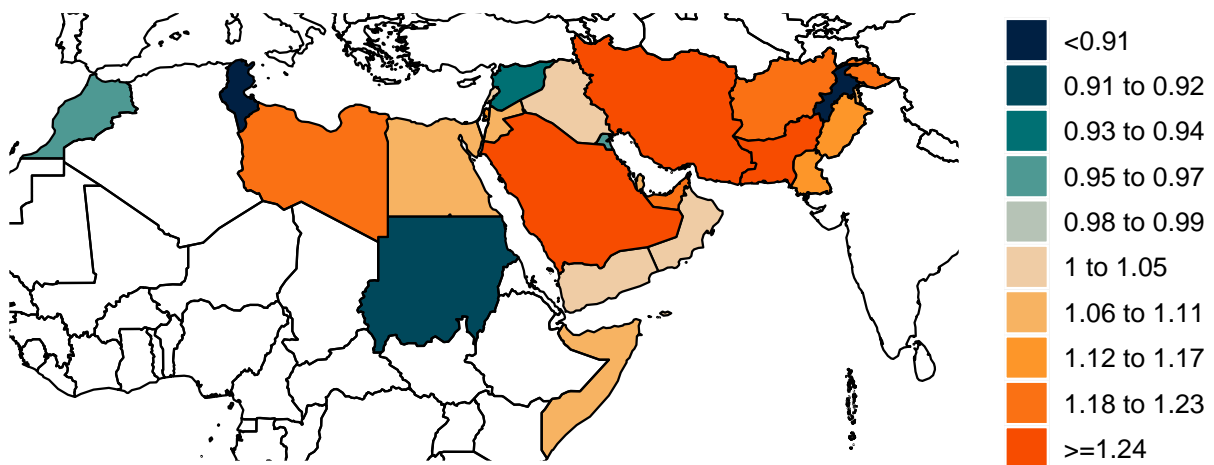 <0.91
0.91 to 0.92
0.93 to 0.94
0.95 to 0.97
0.98 to 0.99
1 to 1.05
1.06 to 1.11
1.12 to 1.17
1.18 to 1.23
>=1.24